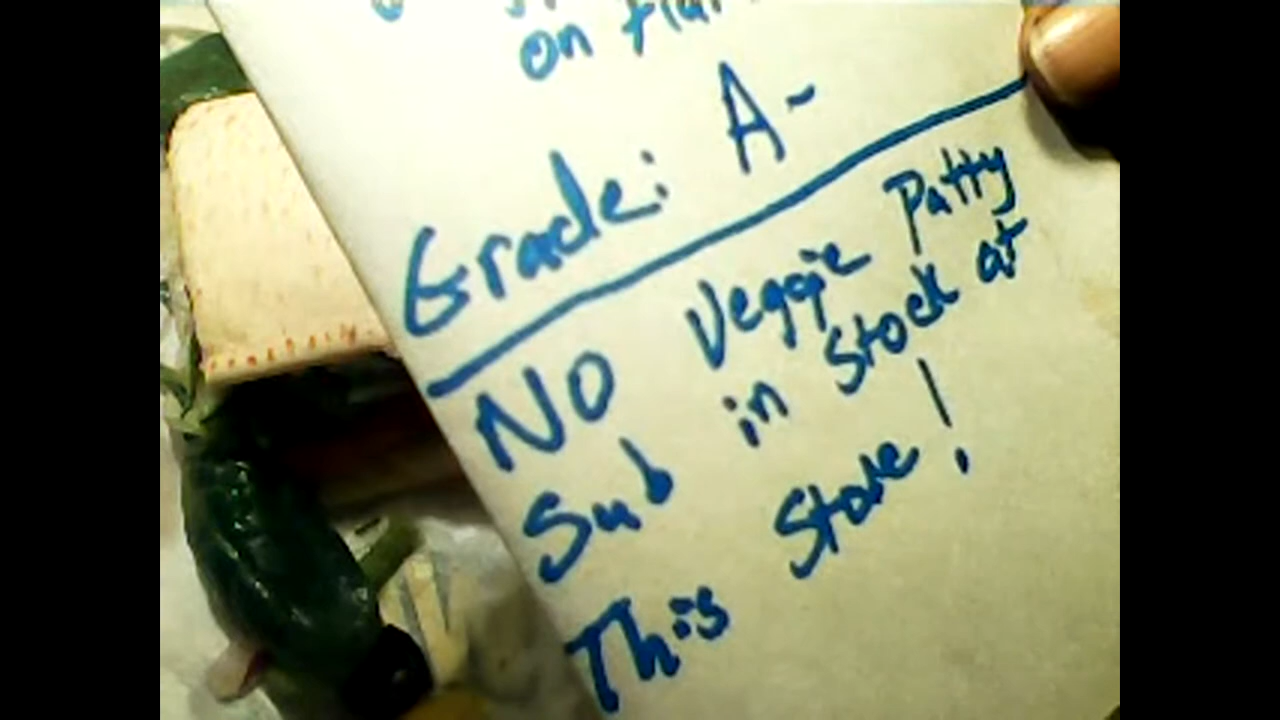 on
Grade: A-
NO Veggie Patty
Sub in Stock at
This Store!